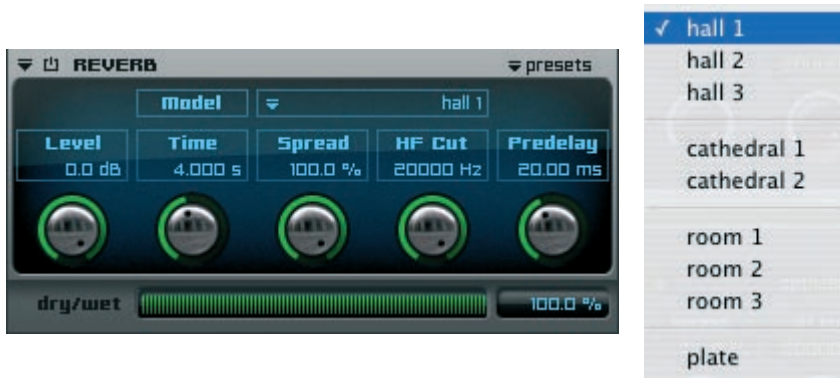 REVERB
presets
Model
hall 1
Level
Time
Spread
HF Cut
Predelay
0.0 dB
4.000 s
100.0 %
20000 Hz
20.00 ms
dry/wet
100.0 %
✓ hall 1
hall 2
hall 3
cathedral 1
cathedral 2
room 1
room 2
room 3
plate